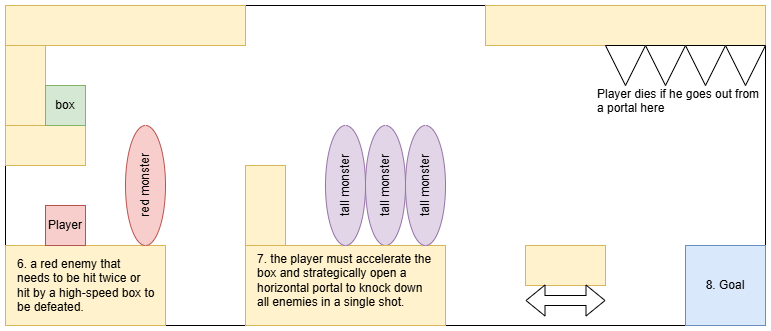 Player dies if he goes out from
a portal here
box
red monster
tall monster
tall monster
tall monster
Player
6. a red enemy that
needs to be hit twice or
hit by a high-speed box to
be defeated.
7. the player must accelerate the
box and strategically open a
horizontal portal to knock down
all enemies in a single shot.
8. Goal